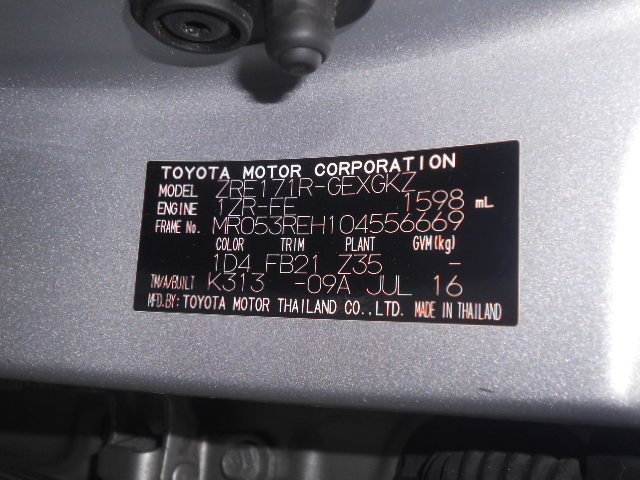 TOYOTA MOTOR CORPORATION
MODEL ZRE171R-GEXGKZ
ENGINE 1ZR-FE 1598 mL
FRAME No. MR053REH104556669
COLOR TRIM PLANT GVM(kg)
1D4 FB21 Z35 -
TM/A/BUILT K313 -09A JUL 16
MFD.BY: TOYOTA MOTOR THAILAND CO.,LTD. MADE IN THAILAND